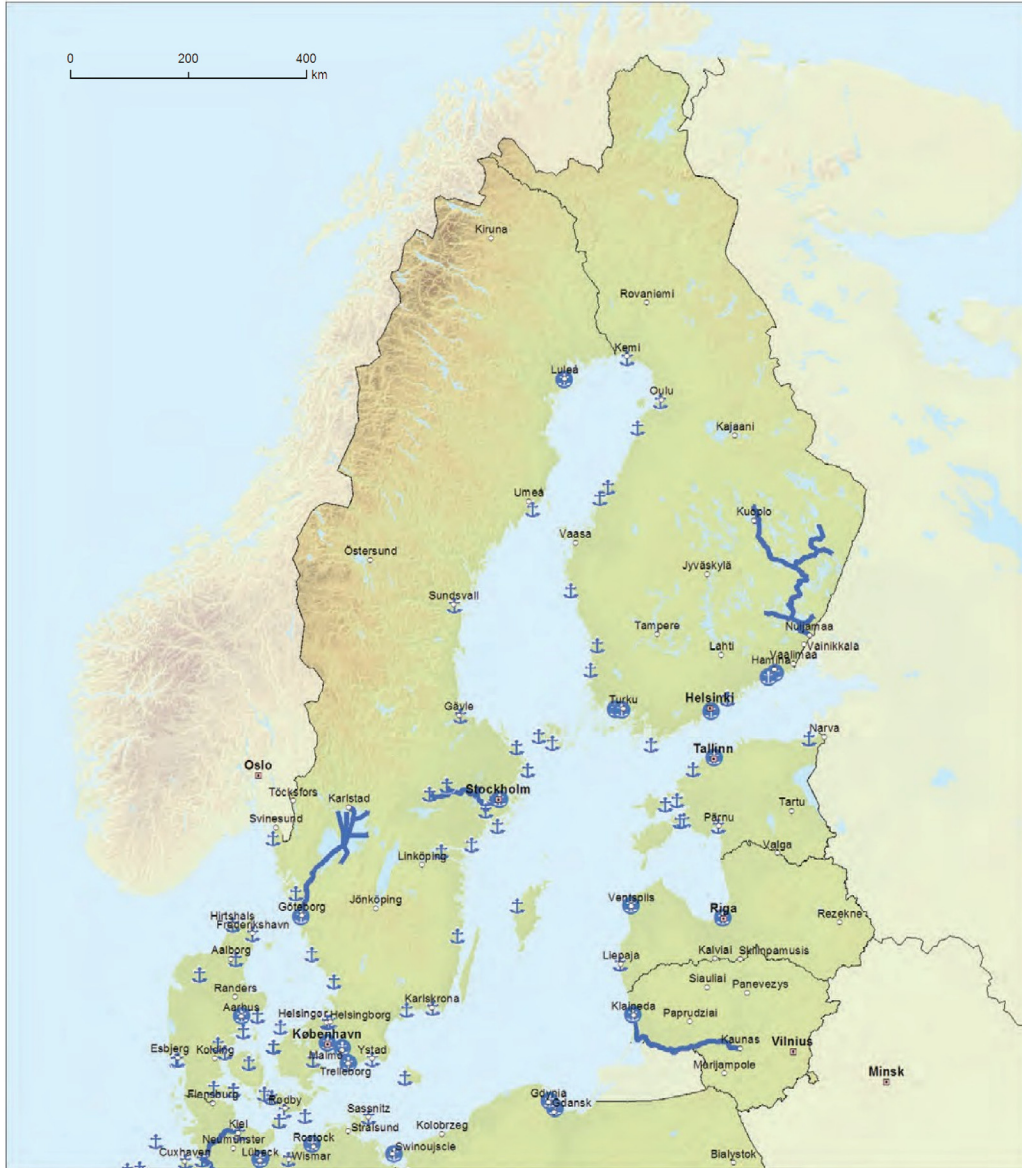 0 200 400
km
Kiruna
Rovaniemi
Kemi
Luleå
Oulu
Kajaani
Umeå
Kuopio
Vaasa
Östersund
Jyväskylä
Sundsvall
Tampere
Nuijamaa
Lahti
Vainikkala
Vaalimaa
Hamina
Turku
Helsinki
Gävle
Narva
Tallinn
Oslo
Töcksfors
Karlstad
Stockholm
Tartu
Svinesund
Pärnu
Valga
Linköping
Jönköping
Ventspils
Göteborg
Riga
Rezekne
Hirtshals
Frederikshavn
Aalborg
Kalviai
Skhinpamusis
Liepaja
Siauliai
Panevezys
Randers
Karlskrona
Aarhus
Helsingor
Helsingborg
Klaipeda
Paprudziai
København
Kaunas
Vilnius
Esbjerg
Kolding
Malmö
Ystad
Trelleborg
Marijampole
Minsk
Flensburg
Rødby
Gdynia
Gdansk
Sassnitz
Kiel
Stralsund
Kolobrzeg
Neumünster
Rostock
Cuxhaven
Lübeck
Wismar
Swinoujscie
Bialystok